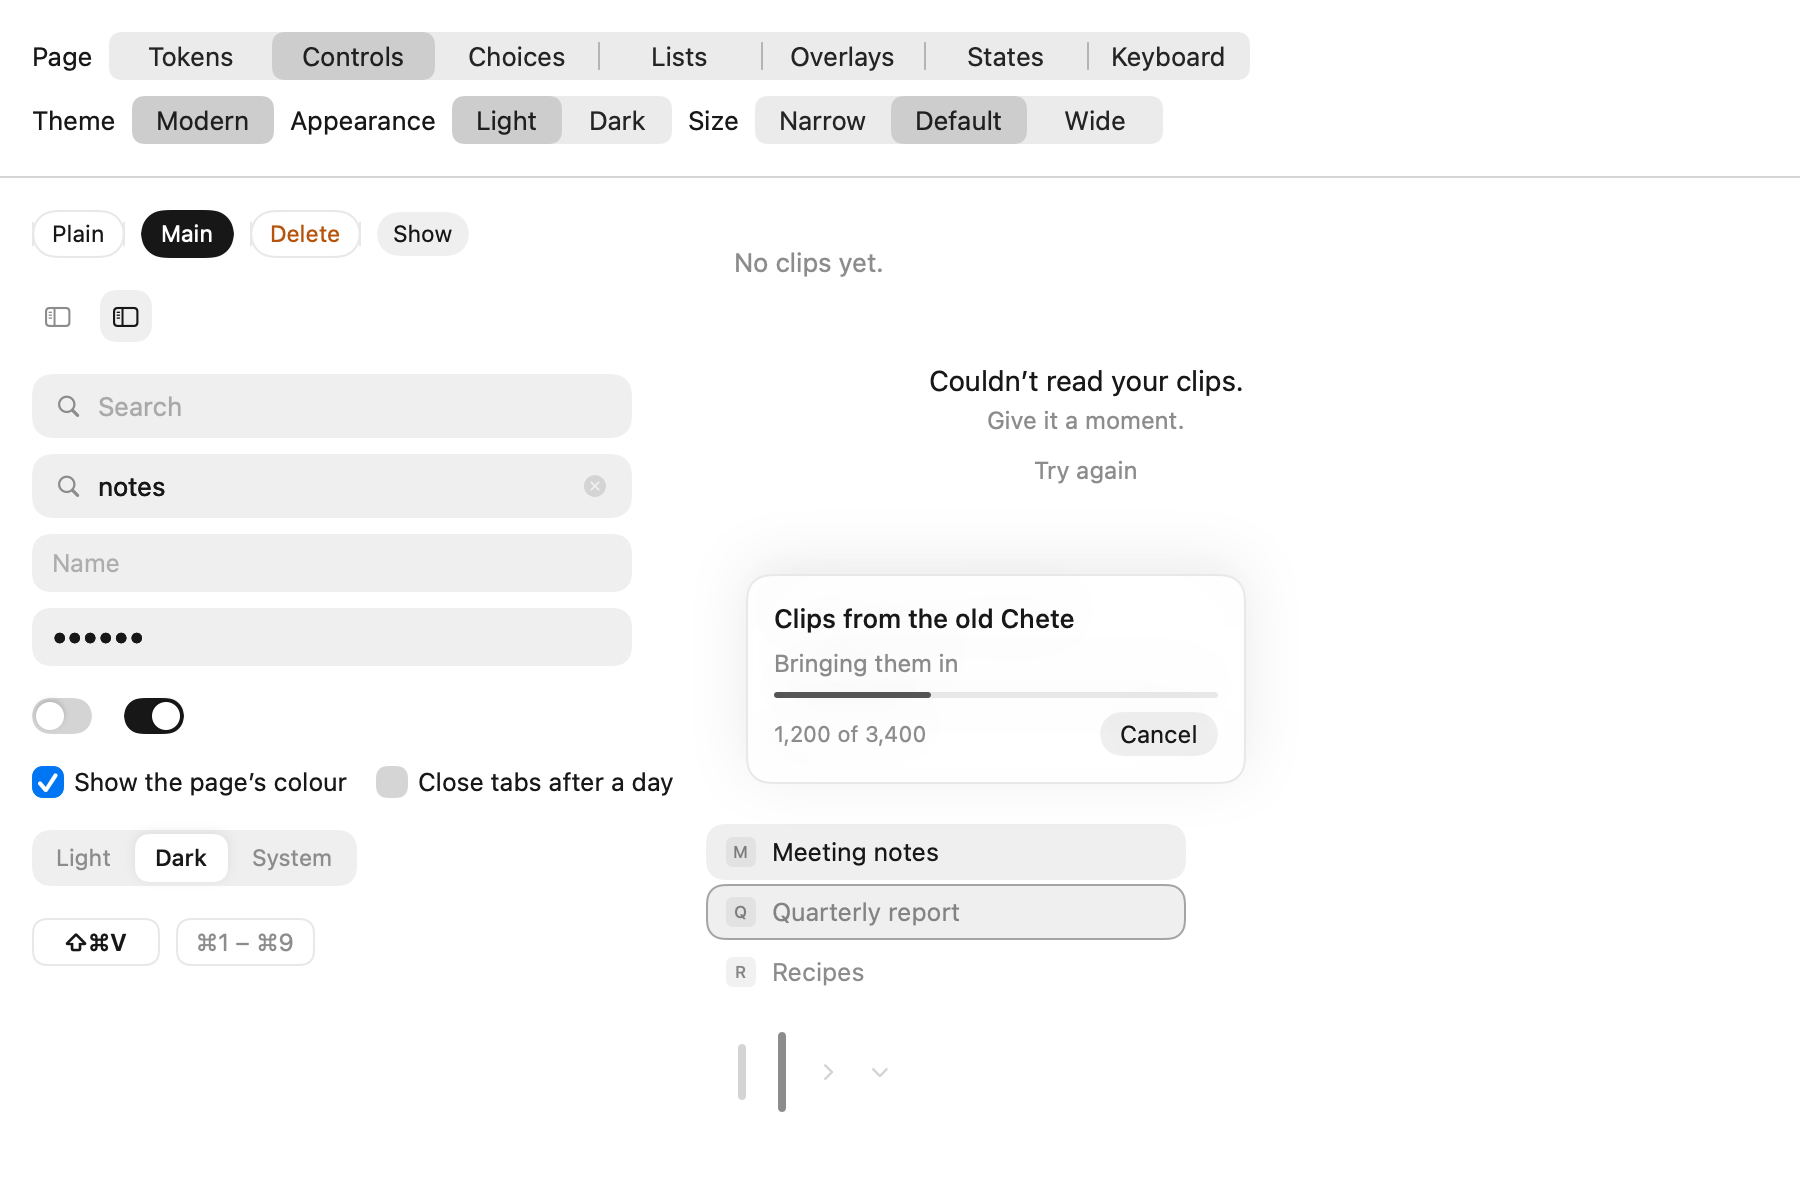 Page Tokens Controls Choices Lists Overlays States Keyboard
Theme Modern Appearance Light Dark Size Narrow Default Wide
Plain Main Delete Show
Search
notes
Name
Show the page’s colour Close tabs after a day
Light Dark System
⇧⌘V ⌘1 – ⌘9
No clips yet.
Couldn’t read your clips.
Give it a moment.
Try again
Clips from the old Chete
Bringing them in
1,200 of 3,400 Cancel
M Meeting notes
Q Quarterly report
R Recipes